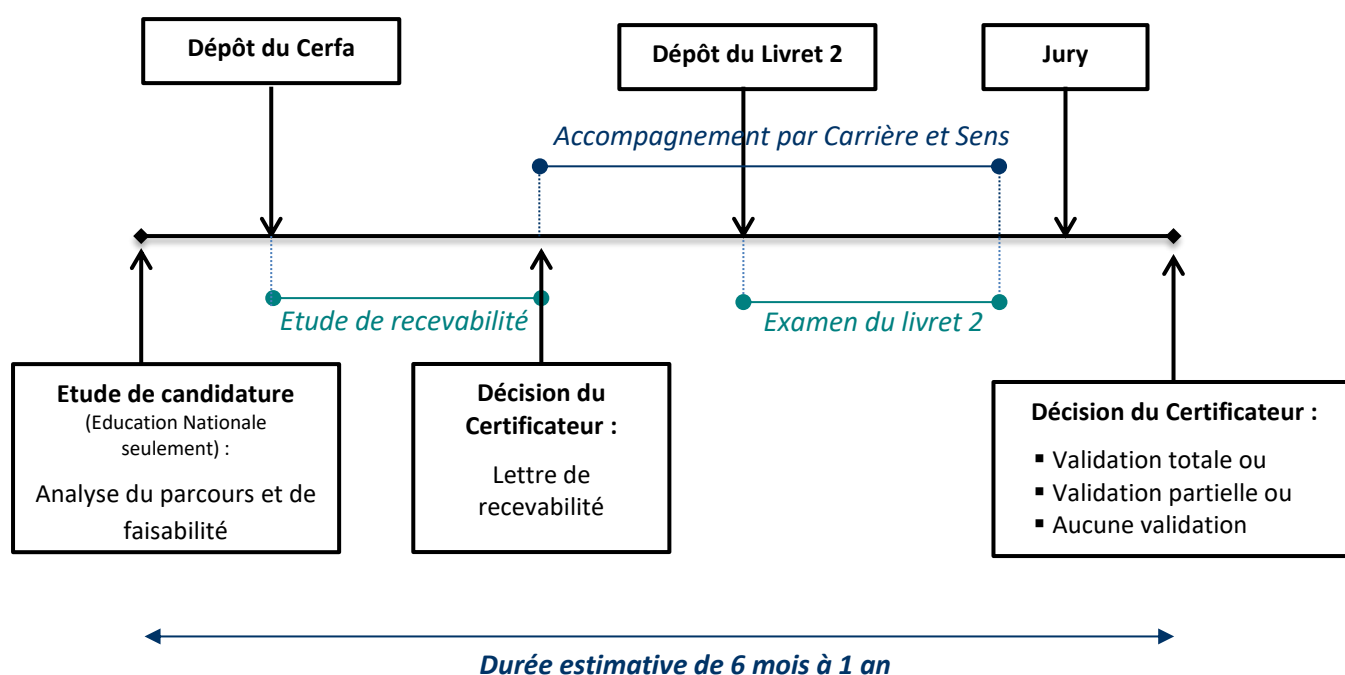 Dépôt du Cerfa
Dépôt du Livret 2
Jury
Accompagnement par Carrière et Sens
Etude de recevabilité
Examen du livret 2
Etude de candidature
(Education Nationale
seulement) :
Analyse du parcours et de
faisabilité
Décision du
Certificateur :
Lettre de
recevabilité
Décision du Certificateur :
▪ Validation totale ou
▪ Validation partielle ou
▪ Aucune validation
Durée estimative de 6 mois à 1 an